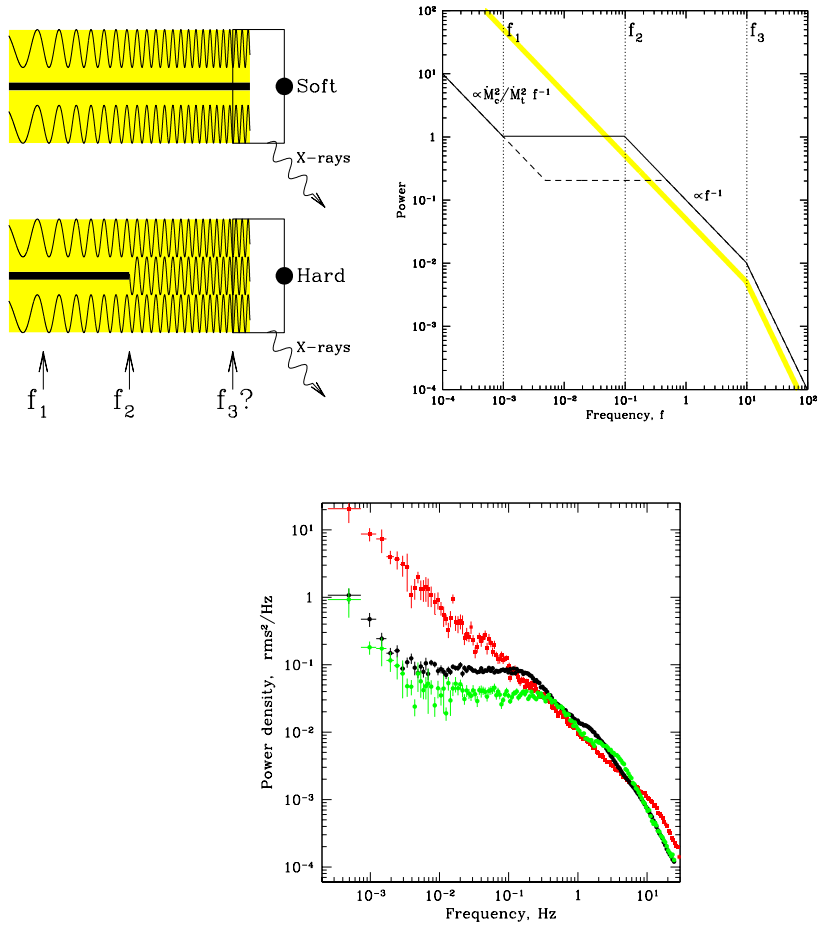 Soft
X-rays
Hard
X-rays
f₁
f₂
f₃?
10²
10¹
1
10⁻¹
10⁻²
10⁻³
10⁻⁴
Power
f₁
f₂
f₃
∝Ṁ²c/Ṁ²t f⁻¹
∝f⁻¹
10⁻⁴
10⁻³
10⁻²
10⁻¹
1
10¹
10²
Frequency, f
10¹
1
10⁻¹
10⁻²
10⁻³
10⁻⁴
Power density, rms²/Hz
10⁻³
10⁻²
10⁻¹
1
10¹
Frequency, Hz